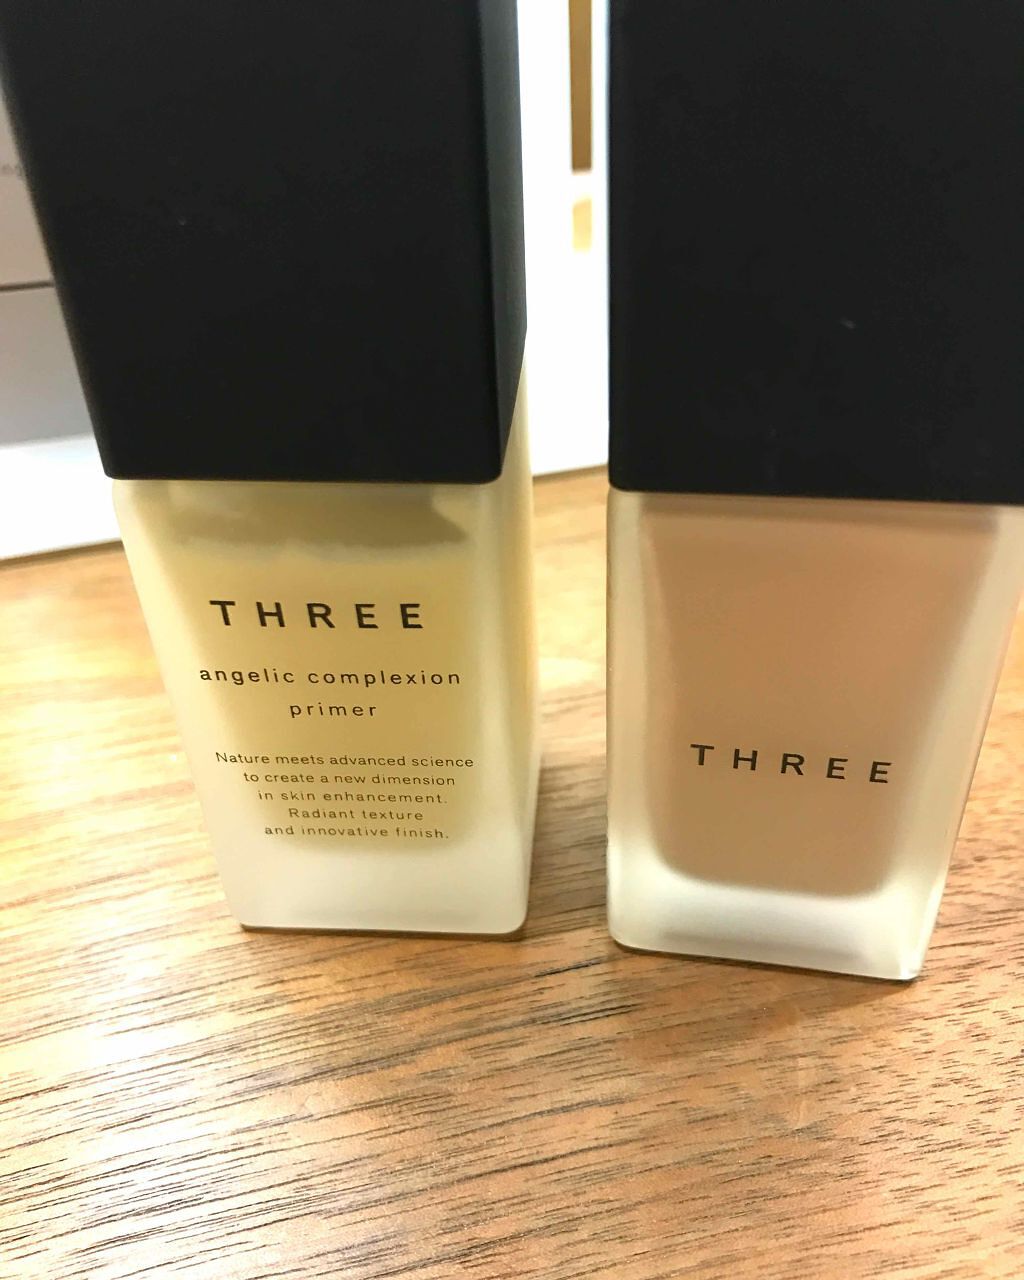 THREE
angelic complexion
primer
Nature meets advanced science
to create a new dimension
in skin enhancement.
Radiant texture
and innovative finish.
THREE